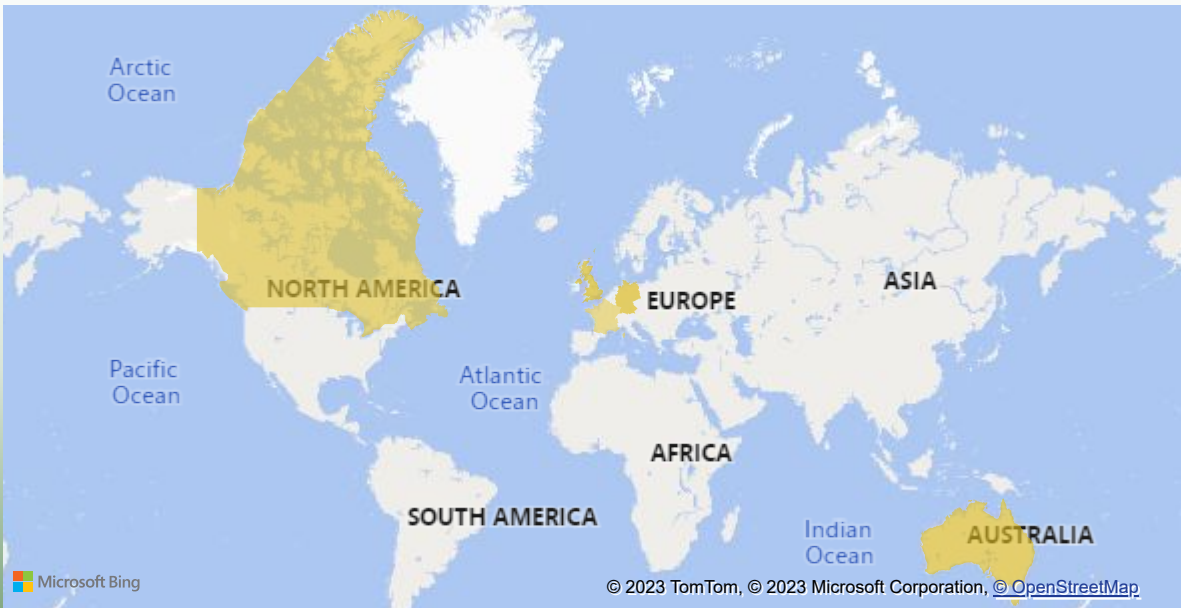 Arctic
Ocean
NORTH AMERICA
EUROPE
ASIA
Pacific
Ocean
Atlantic
Ocean
AFRICA
SOUTH AMERICA
Indian
Ocean
AUSTRALIA
Microsoft Bing
© 2023 TomTom, © 2023 Microsoft Corporation, © OpenStreetMap